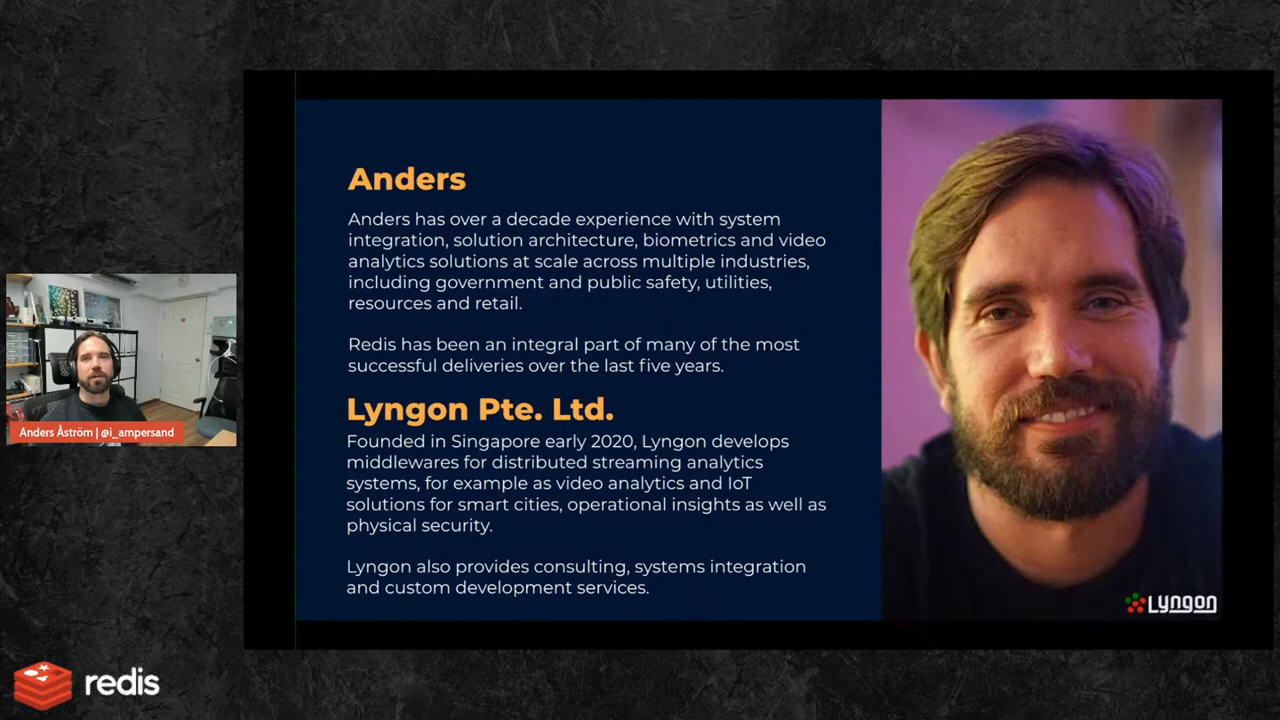 Anders
Anders has over a decade experience with system
integration, solution architecture, biometrics and video
analytics solutions at scale across multiple industries,
including government and public safety, utilities,
resources and retail.
Redis has been an integral part of many of the most
successful deliveries over the last five years.
Lyngon Pte. Ltd.
Founded in Singapore early 2020, Lyngon develops
middlewares for distributed streaming analytics
systems, for example as video analytics and IoT
solutions for smart cities, operational insights as well as
physical security.
Lyngon also provides consulting, systems integration
and custom development services.
Lyngon
Anders Åström | @i_ampersand
redis